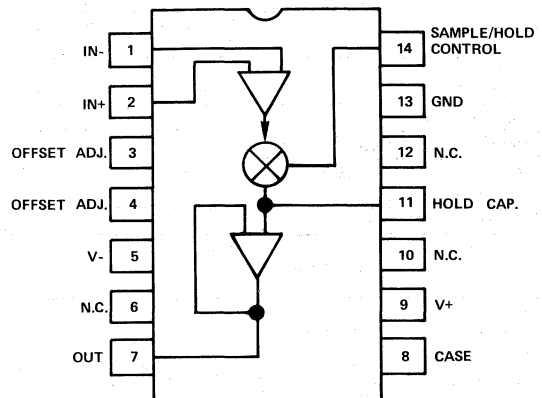 IN- 1
IN+ 2
OFFSET ADJ. 3
OFFSET ADJ. 4
V- 5
N.C. 6
OUT 7
14 SAMPLE/HOLD
CONTROL
13 GND
12 N.C.
11 HOLD CAP.
10 N.C.
9 V+
8 CASE